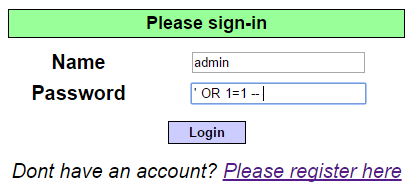 Please sign-in
Name admin
Password ' OR 1=1 --
Login
Dont have an account? Please register here